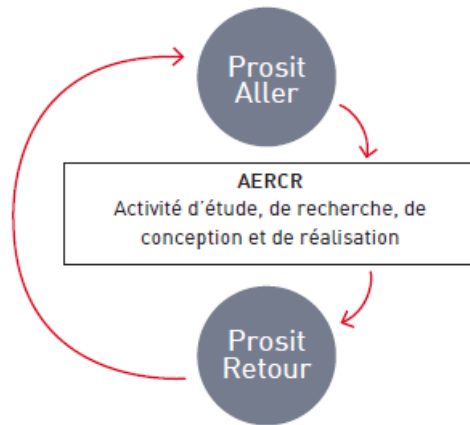 Prosit
Aller
AERCR
Activité d'étude, de recherche, de
conception et de réalisation
Prosit
Retour